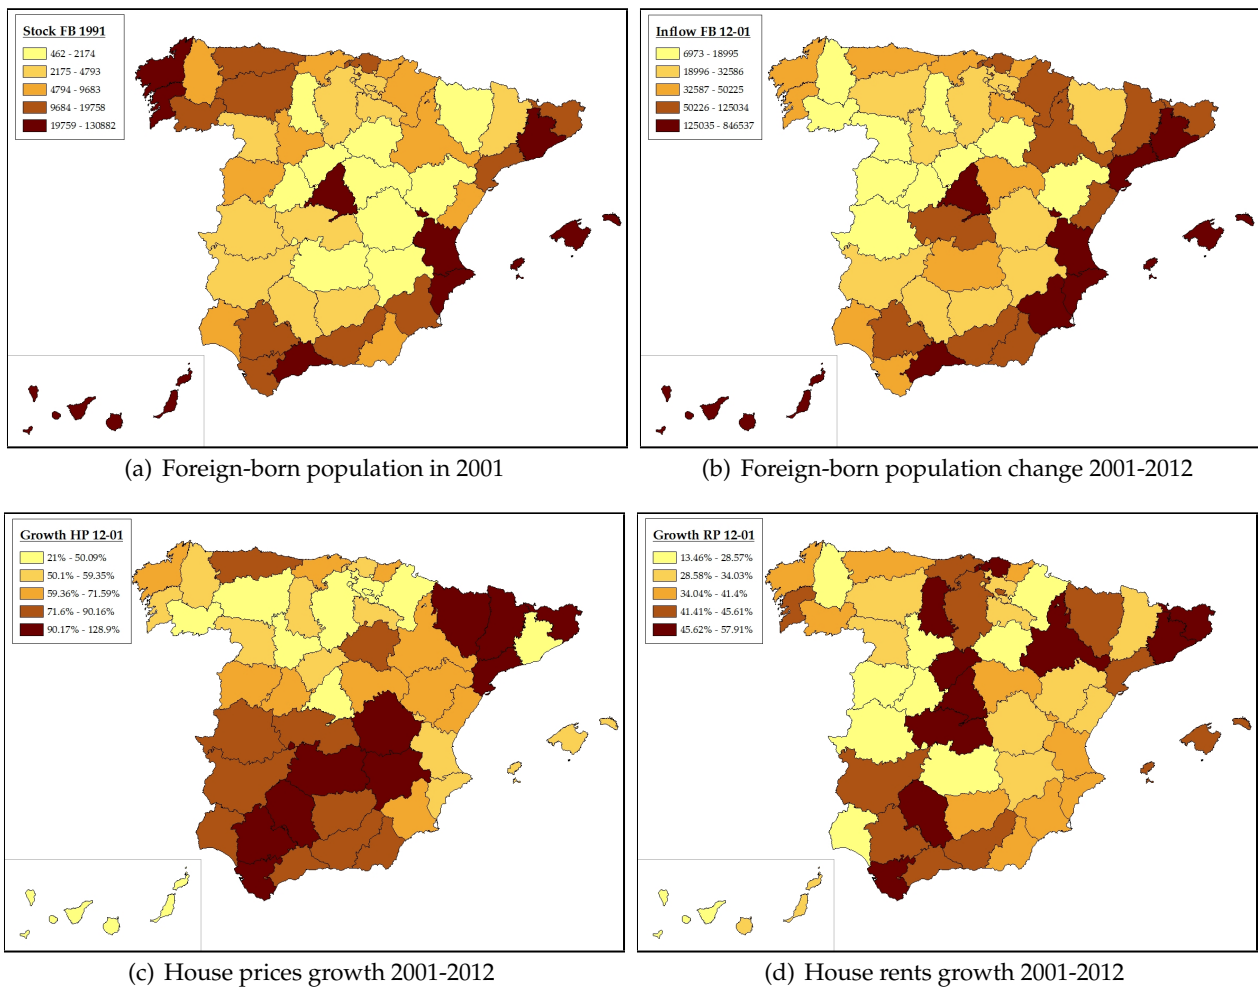 Stock FB 1991
462 - 2174
2175 - 4793
4794 - 9683
9684 - 19758
19759 - 130882
(a) Foreign-born population in 2001
Inflow FB 12-01
6973 - 18995
18996 - 32586
32587 - 50225
50226 - 125034
125035 - 846537
(b) Foreign-born population change 2001-2012
Growth HP 12-01
21% - 50.09%
50.1% - 59.35%
59.36% - 71.59%
71.6% - 90.16%
90.17% - 128.9%
(c) House prices growth 2001-2012
Growth RP 12-01
13.46% - 28.57%
28.58% - 34.03%
34.04% - 41.4%
41.41% - 45.61%
45.62% - 57.91%
(d) House rents growth 2001-2012